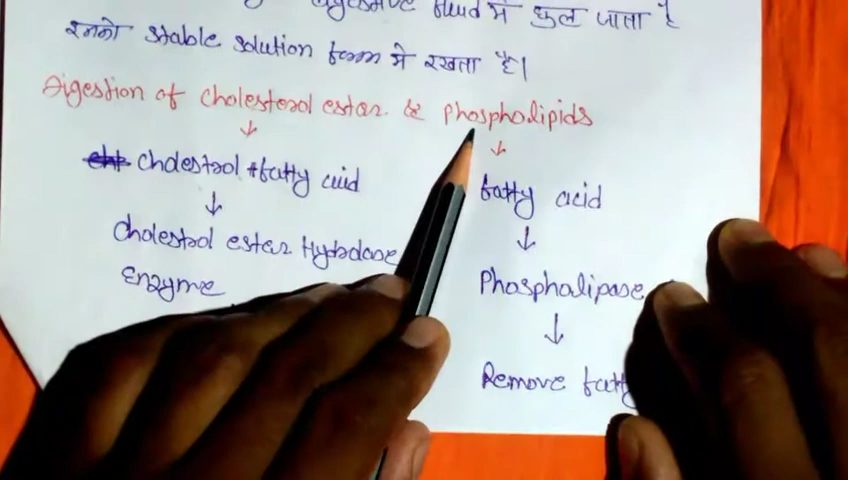 fluid में घुल जाता है
इनको stable solution form में रखता है।
Digestion of cholesterol ester & phospholipids
↓ ↓
cholestrol + fatty acid
fatty acid
↓ ↓
cholestrol ester Hydrolase
Enzyme
Phospholipase
↓
Remove fatty